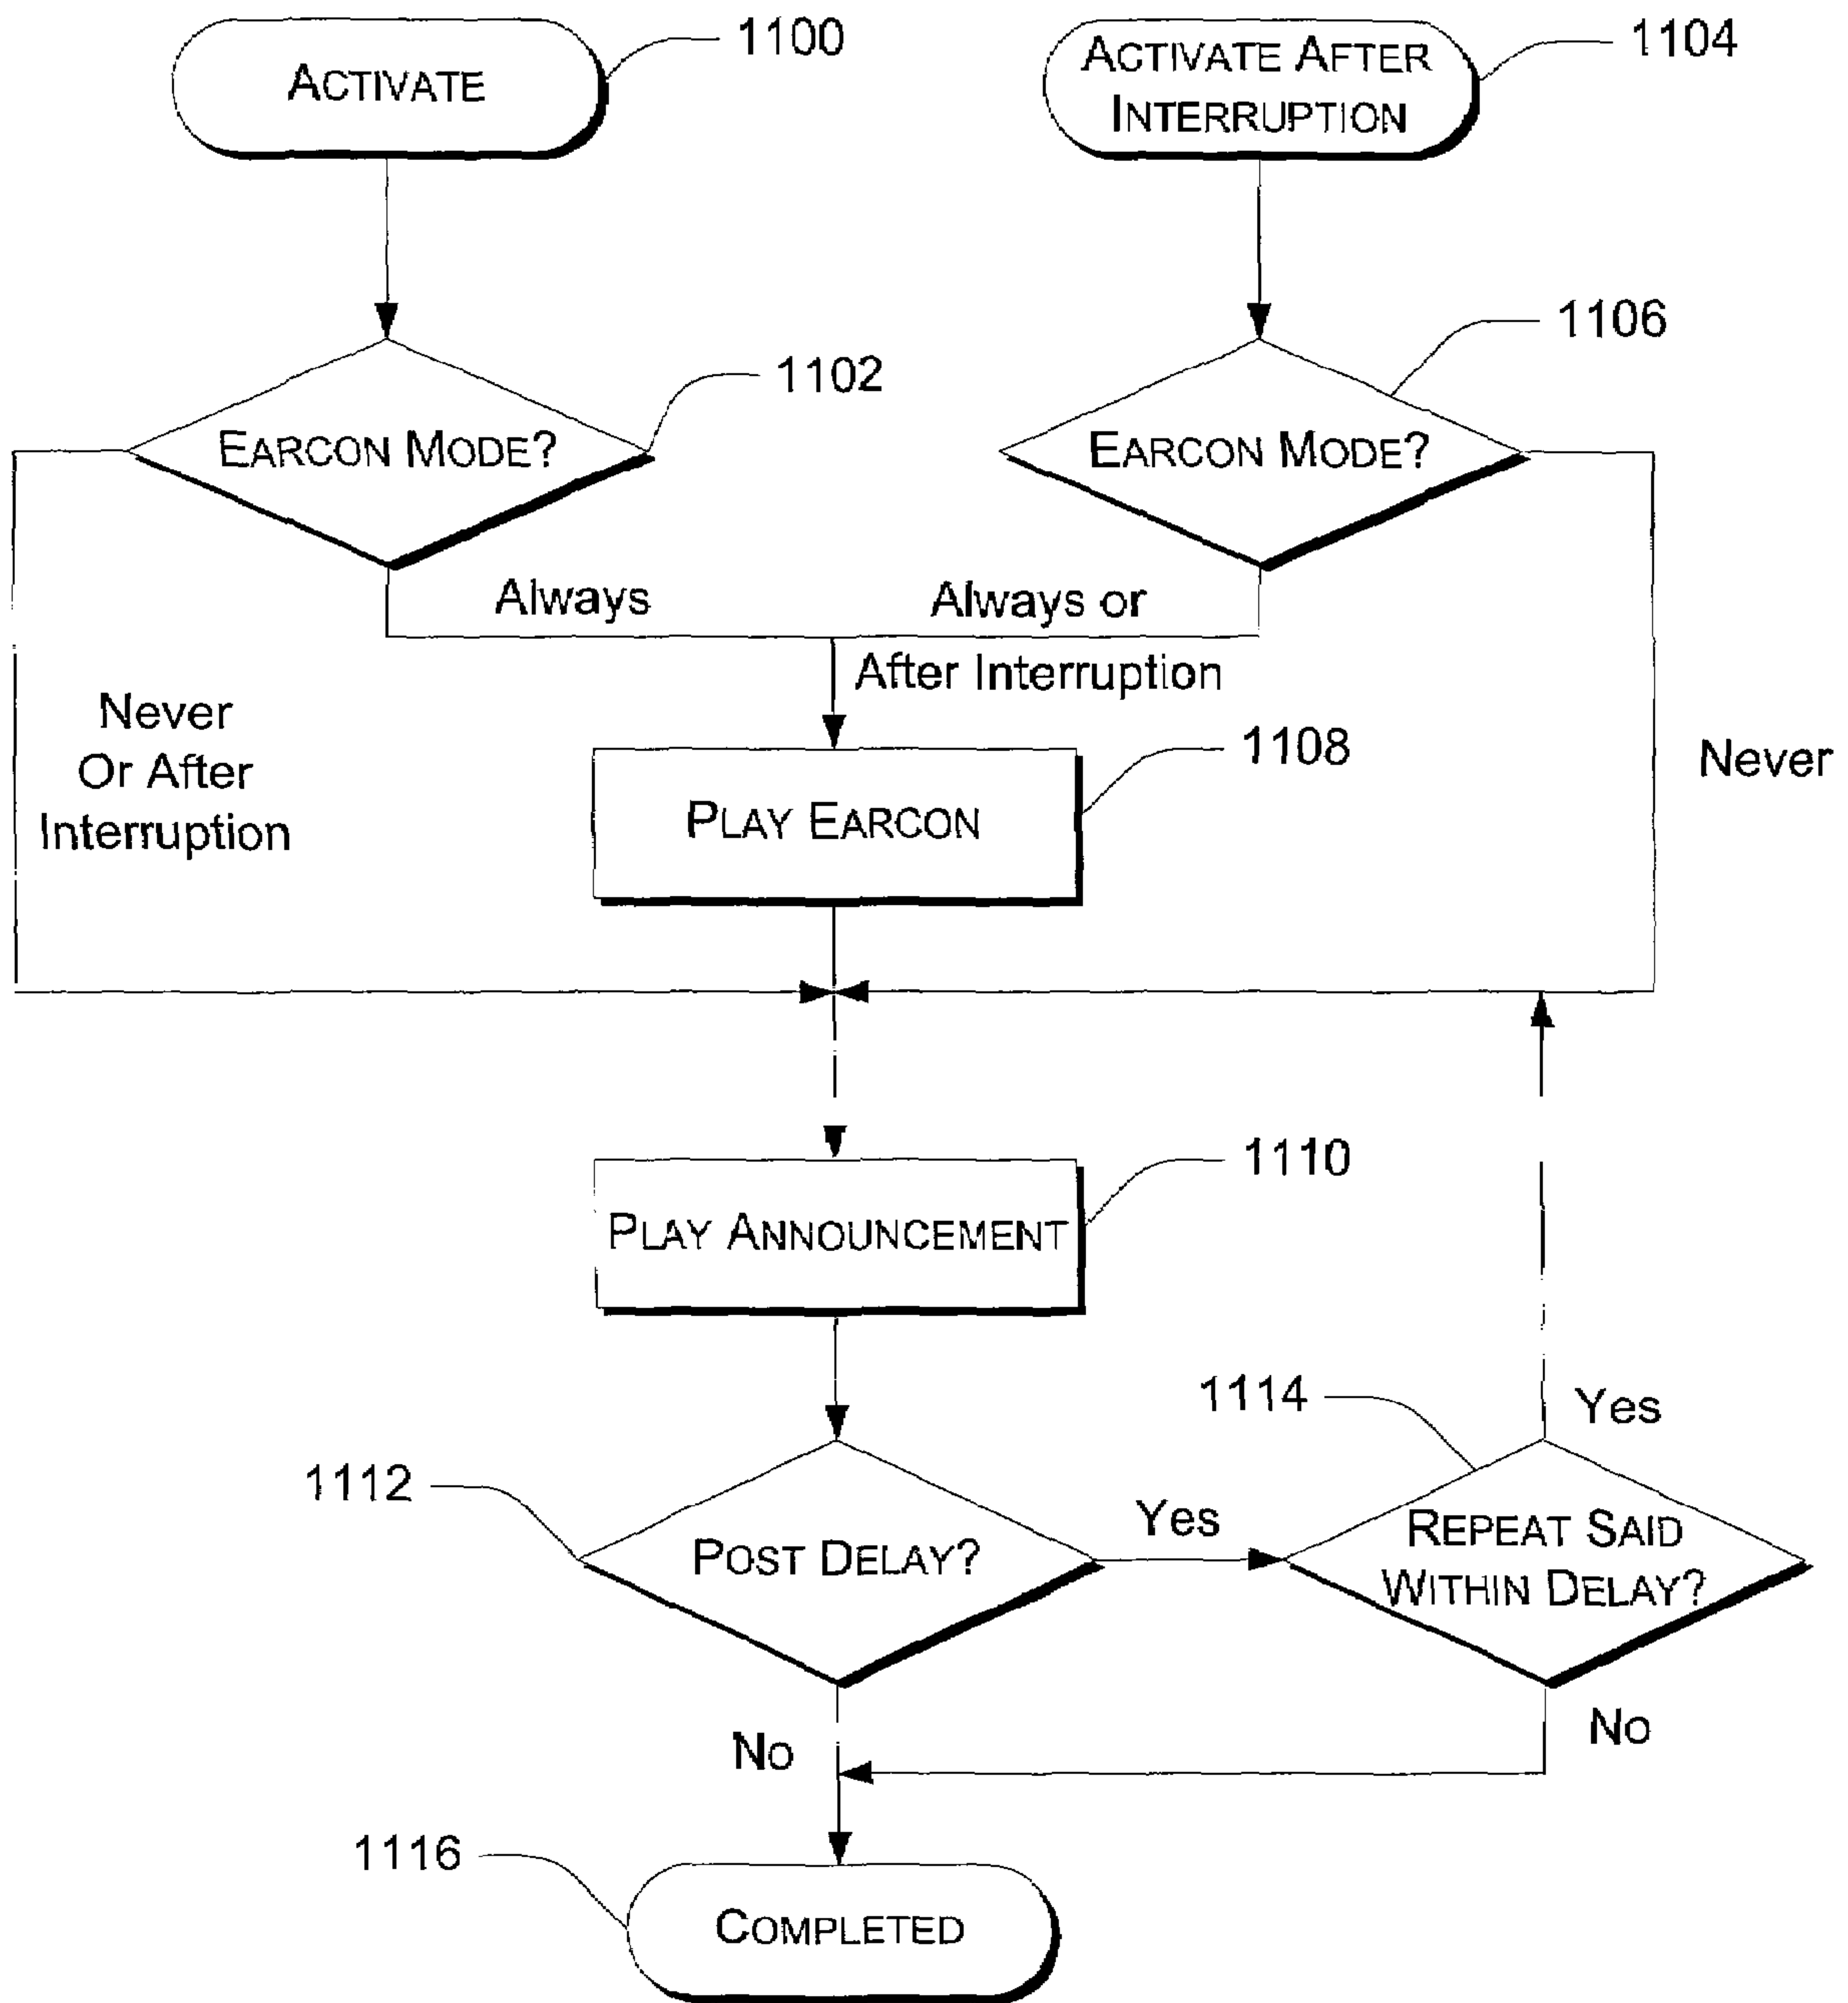 1100
ACTIVATE
1104
ACTIVATE AFTER
INTERRUPTION
1102
EARCON MODE?
1106
EARCON MODE?
Always
Always or
After Interruption
Never
Or After
Interruption
1108
PLAY EARCON
Never
1110
PLAY ANNOUNCEMENT
1112
POST DELAY?
Yes
1114
Yes
REPEAT SAID
WITHIN DELAY?
No
No
1116
COMPLETED